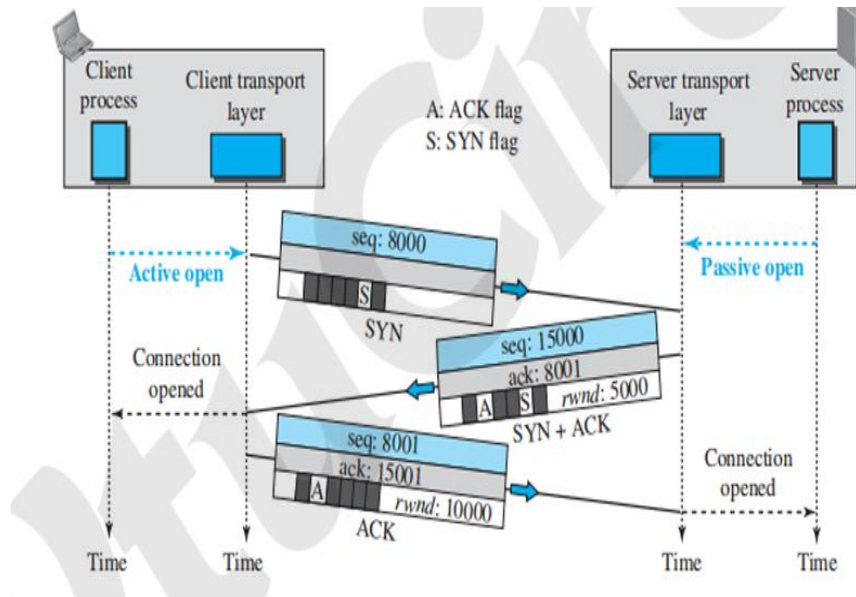 Client
process
Client transport
layer
A: ACK flag
S: SYN flag
Server transport
layer
Server
process
Active open
seq: 8000
S
SYN
Passive open
Connection
opened
seq: 15000
ack: 8001
A
S
rwnd: 5000
SYN + ACK
seq: 8001
ack: 15001
A
rwnd: 10000
ACK
Connection
opened
Time
Time
Time
Time